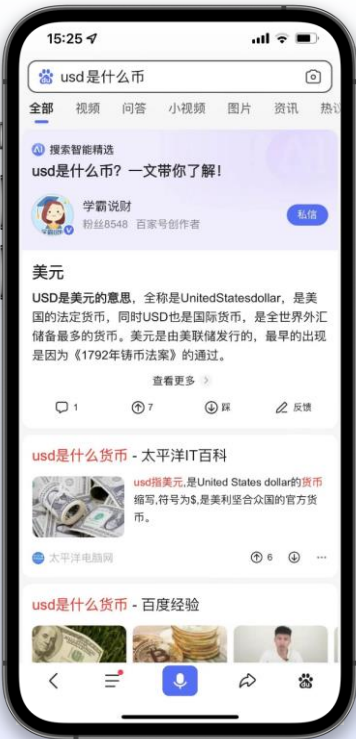 15:25
usd是什么币
全部 视频 问答 小视频 图片 资讯 热议
搜索智能精选
usd是什么币？一文带你了解！
学霸说财
粉丝8548 百家号创作者
私信
美元
USD是美元的意思，全称是UnitedStatesdollar，是美
国的法定货币，同时USD也是国际货币，是全世界外汇
储备最多的货币。美元是由美联储发行的，最早的出现
是因为《1792年铸币法案》的通过。
查看更多
1 7 踩 反馈
usd是什么货币 - 太平洋IT百科
usd指美元,是United States dollar的货币
缩写,符号为$,是美利坚合众国的官方货
币。
太平洋电脑网
6
usd是什么货币 - 百度经验